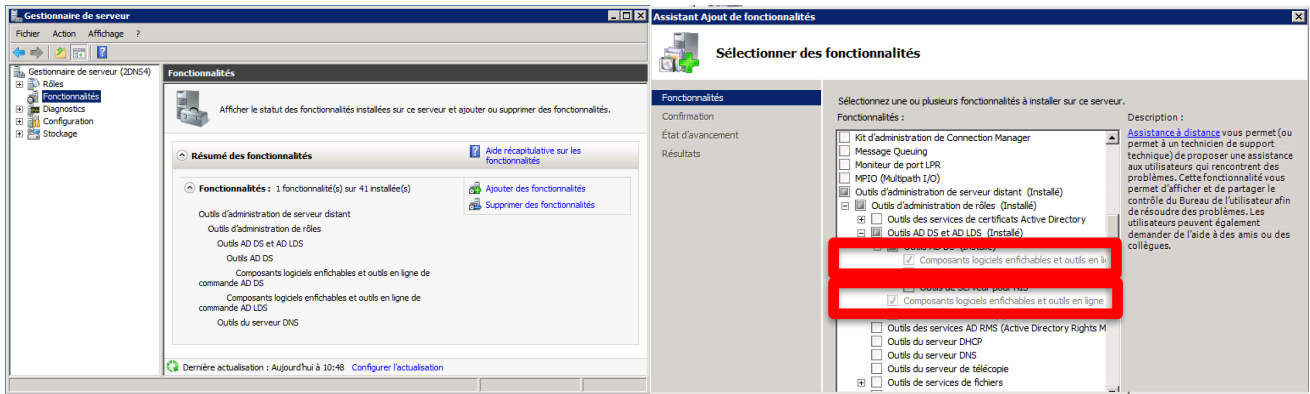 Gestionnaire de serveur
Fichier Action Affichage ?
Gestionnaire de serveur (2DNS4)
Rôles
Fonctionnalités
Diagnostics
Configuration
Stockage
Fonctionnalités
Afficher le statut des fonctionnalités installées sur ce serveur et ajouter ou supprimer des fonctionnalités.
Résumé des fonctionnalités
Aide récapitulative sur les
fonctionnalités
Fonctionnalités : 1 fonctionnalité(s) sur 41 installée(s)
Ajouter des fonctionnalités
Supprimer des fonctionnalités
Outils d'administration de serveur distant
Outils d'administration de rôles
Outils AD DS et AD LDS
Outils AD DS
Composants logiciels enfichables et outils en ligne de
commande AD DS
Composants logiciels enfichables et outils en ligne de
commande AD LDS
Outils du serveur DNS
Dernière actualisation : Aujourd'hui à 10:48 Configurer l'actualisation
Assistant Ajout de fonctionnalités
Sélectionner des fonctionnalités
Fonctionnalités
Confirmation
État d'avancement
Résultats
Sélectionnez une ou plusieurs fonctionnalités à installer sur ce serveur.
Fonctionnalités :
Kit d'administration de Connection Manager
Message Queuing
Moniteur de port LPR
MPIO (Multipath I/O)
Outils d'administration de serveur distant (Installé)
Outils d'administration de rôles (Installé)
Outils des services de certificats Active Directory
Outils AD DS et AD LDS (Installé)
Outils AD DS (Installé)
Composants logiciels enfichables et outils en lig
Outils de Serveur pour NIS
Composants logiciels enfichables et outils en ligne
Outils des services AD RMS (Active Directory Rights M
Outils du serveur DHCP
Outils du serveur DNS
Outils du serveur de télécopie
Outils de services de fichiers
Description :
Assistance à distance vous permet (ou
permet à un technicien de support
technique) de proposer une assistance
aux utilisateurs qui rencontrent des
problèmes. Cette fonctionnalité vous
permet d'afficher et de partager le
contrôle du Bureau de l'utilisateur afin
de résoudre des problèmes. Les
utilisateurs peuvent également
demander de l'aide à des amis ou des
collègues.